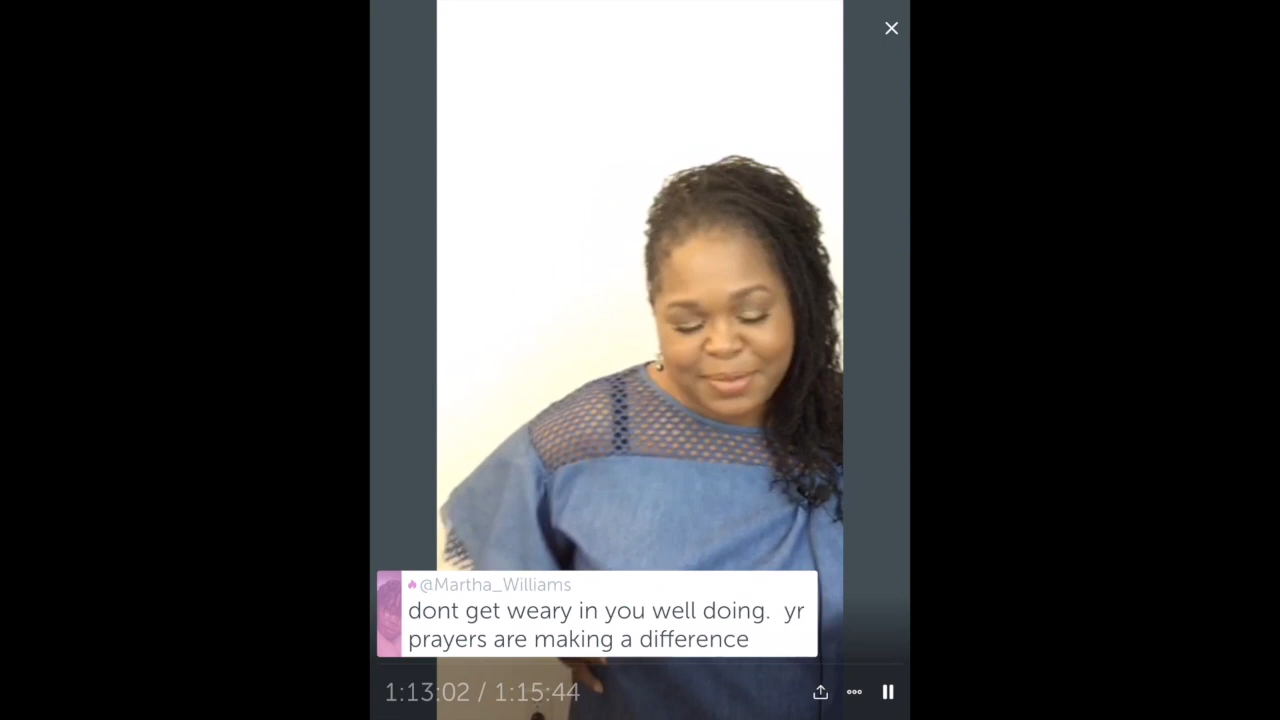 @Martha_Williams
dont get weary in you well doing.  yr
prayers are making a difference
1:13:02 / 1:15:44